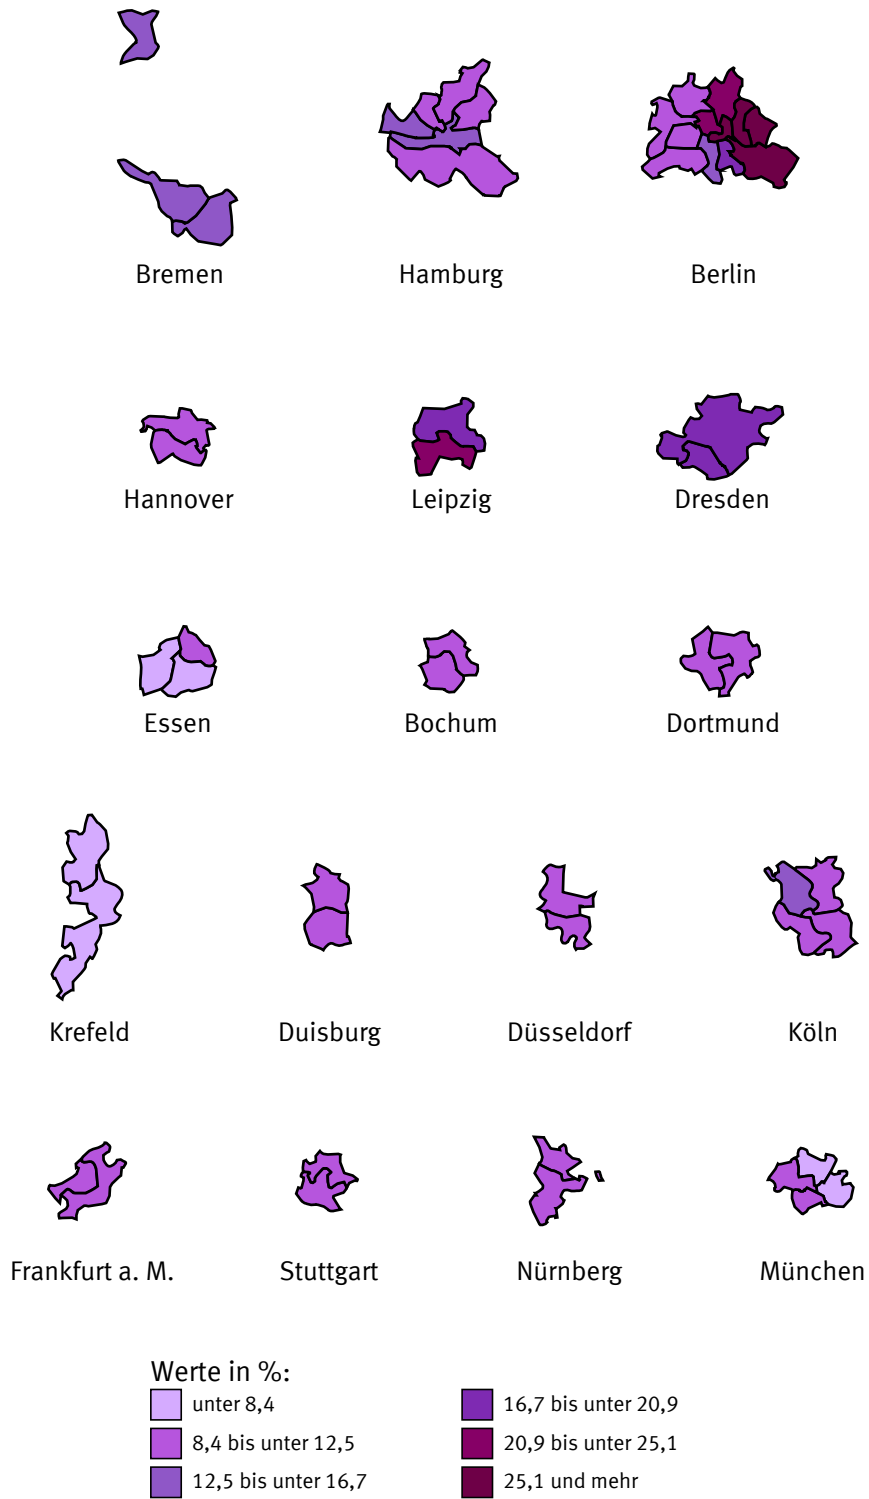 Bremen
Hamburg
Berlin
Hannover
Leipzig
Dresden
Essen
Bochum
Dortmund
Krefeld
Duisburg
Düsseldorf
Köln
Frankfurt a. M.
Stuttgart
Nürnberg
München
Werte in %:
unter 8,4
8,4 bis unter 12,5
12,5 bis unter 16,7
16,7 bis unter 20,9
20,9 bis unter 25,1
25,1 und mehr